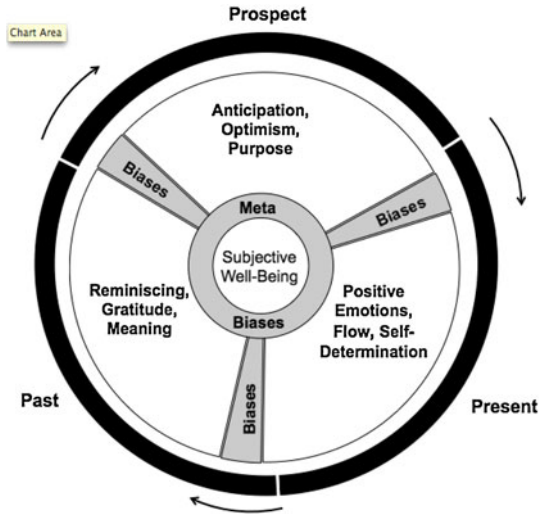 Prospect
Chart Area
Anticipation,
Optimism,
Purpose
Biases
Biases
Meta
Subjective
Well-Being
Biases
Reminiscing,
Gratitude,
Meaning
Positive
Emotions,
Flow, Self-
Determination
Biases
Past
Present